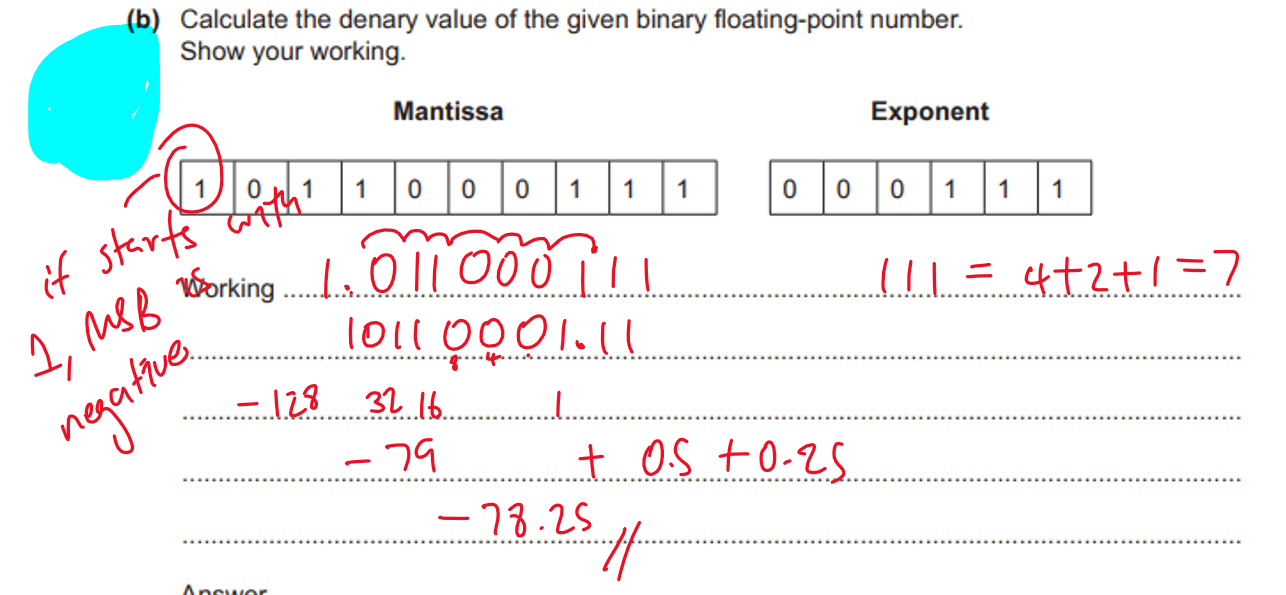 (b) Calculate the denary value of the given binary floating-point number.
Show your working.
Mantissa Exponent
1 0 1 1 0 0 0 1 1 1 0 0 0 1 1 1
if starts with
1, MSB is
negative
Working 1.011000111 111 = 4+2+1=7
10110001.11
8 4
-128 32 16 1
-79 + 0.5 +0.25
-78.25 //
Answer